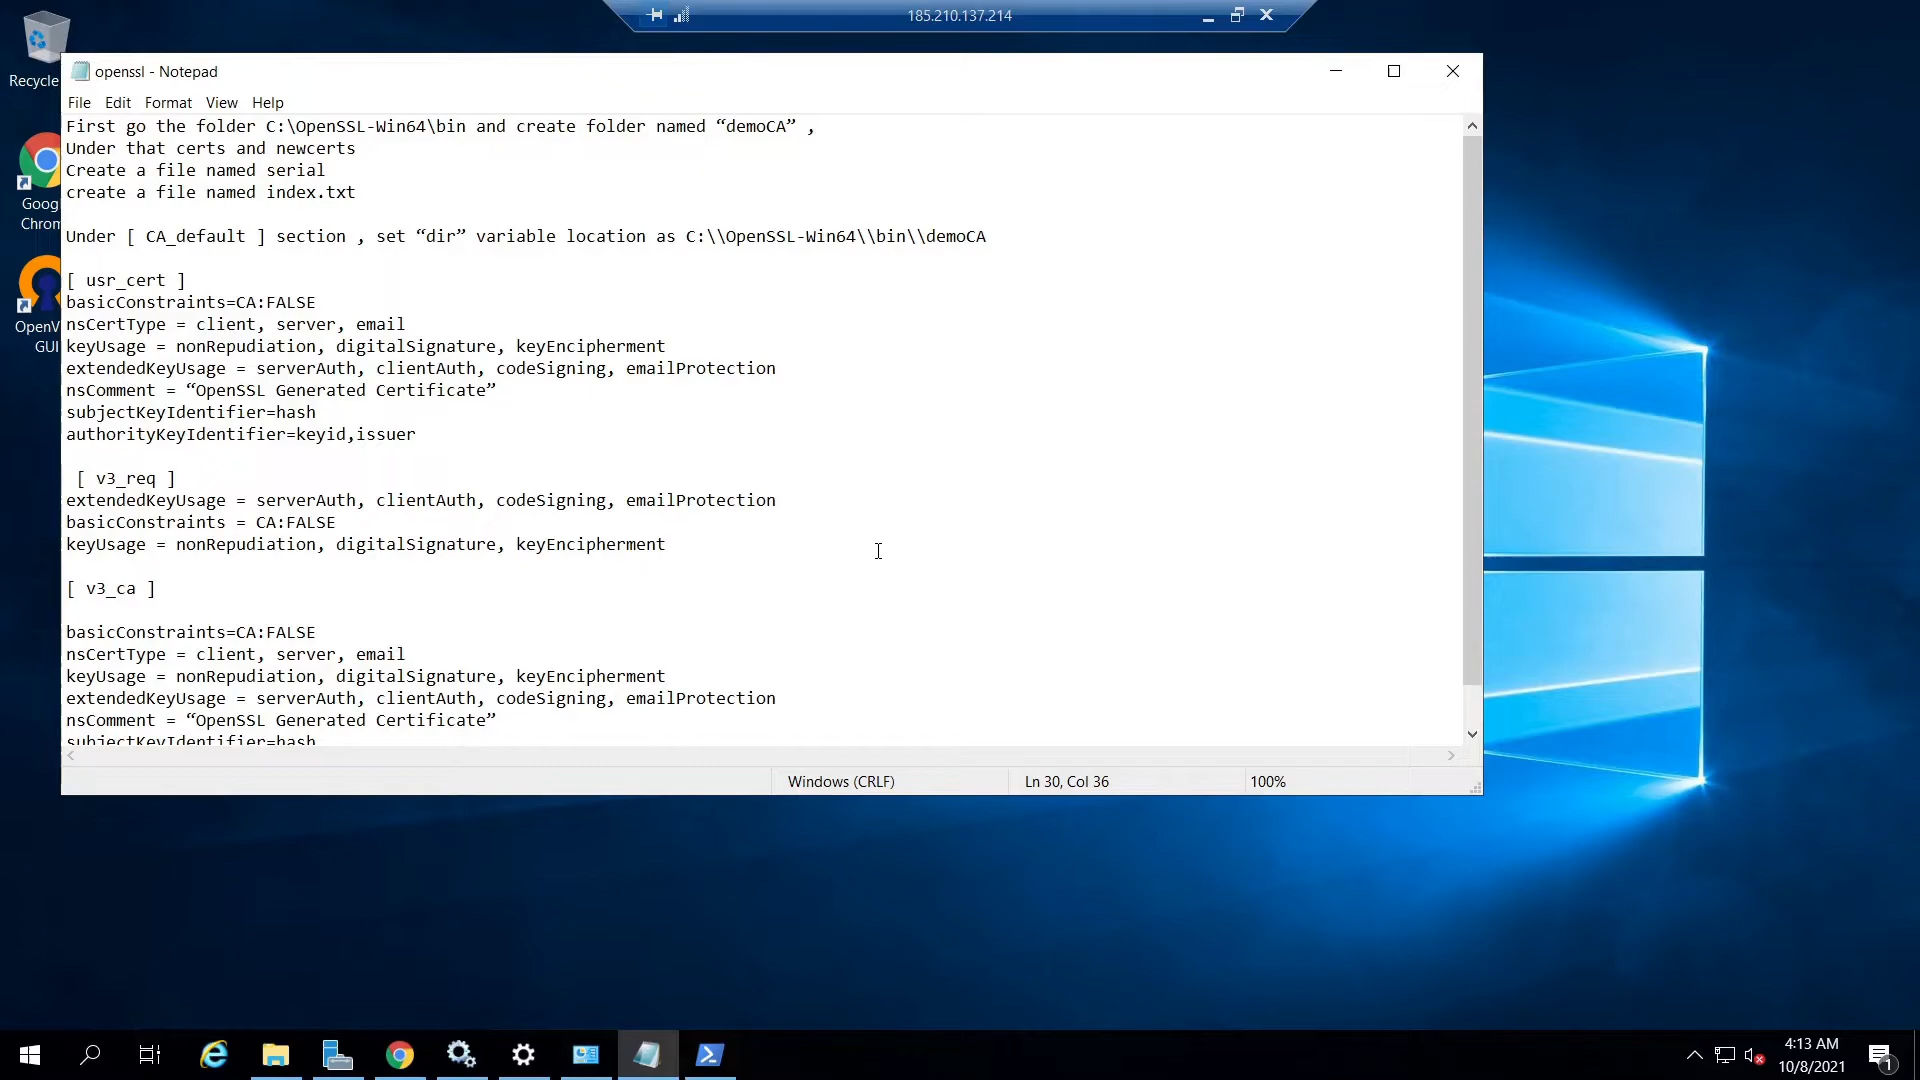 185.210.137.214
Recycle
openssl - Notepad
File Edit Format View Help
First go the folder C:\OpenSSL-Win64\bin and create folder named “demoCA” ,
Under that certs and newcerts
Create a file named serial
create a file named index.txt
Under [ CA_default ] section , set “dir” variable location as C:\\OpenSSL-Win64\\bin\\demoCA
[ usr_cert ]
basicConstraints=CA:FALSE
nsCertType = client, server, email
keyUsage = nonRepudiation, digitalSignature, keyEncipherment
extendedKeyUsage = serverAuth, clientAuth, codeSigning, emailProtection
nsComment = “OpenSSL Generated Certificate”
subjectKeyIdentifier=hash
authorityKeyIdentifier=keyid,issuer
[ v3_req ]
extendedKeyUsage = serverAuth, clientAuth, codeSigning, emailProtection
basicConstraints = CA:FALSE
keyUsage = nonRepudiation, digitalSignature, keyEncipherment
[ v3_ca ]
basicConstraints=CA:FALSE
nsCertType = client, server, email
keyUsage = nonRepudiation, digitalSignature, keyEncipherment
extendedKeyUsage = serverAuth, clientAuth, codeSigning, emailProtection
nsComment = “OpenSSL Generated Certificate”
subjectKeyIdentifier=hash
Windows (CRLF)
Ln 30, Col 36
100%
Goog
Chrom
OpenV
GUI
4:13 AM
10/8/2021
1